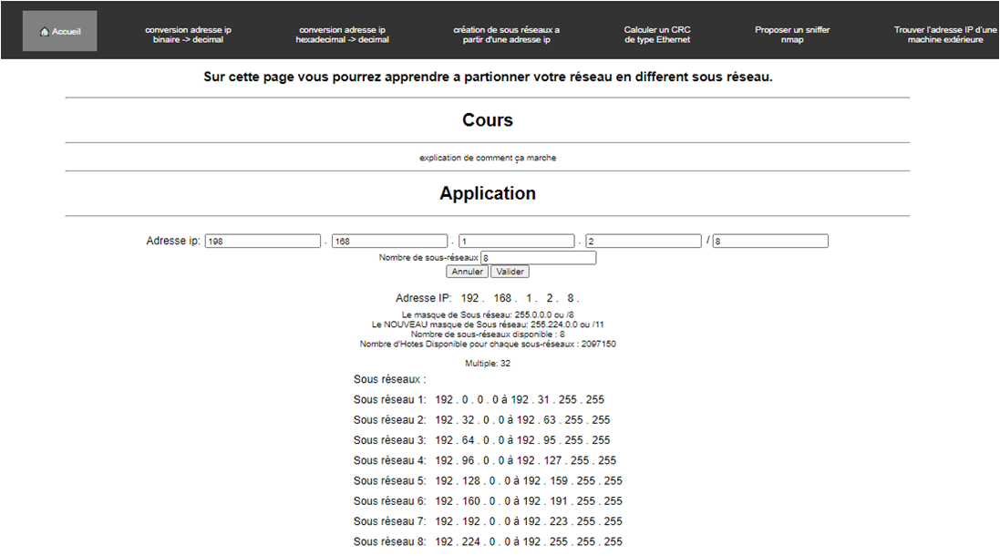 Accueil
conversion adresse ip
binaire -> decimal
conversion adresse ip
hexadecimal -> decimal
création de sous réseaux a
partir d'une adresse ip
Calculer un CRC
de type Ethernet
Proposer un sniffer
nmap
Trouver l'adresse IP d'une
machine extérieure
Sur cette page vous pourrez apprendre a partionner votre réseau en different sous réseau.
Cours
explication de comment ça marche
Application
Adresse ip: 198 . 168 . 1 . 2 / 8
Nombre de sous-réseaux 8
Annuler Valider
Adresse IP: 192 . 168 . 1 . 2 . 8 .
Le masque de Sous réseau: 255.0.0.0 ou /8
Le NOUVEAU masque de Sous réseau: 255.224.0.0 ou /11
Nombre de sous-réseaux disponible : 8
Nombre d'Hotes Disponible pour chaque sous-réseaux : 2097150
Multiple: 32
Sous réseaux :
Sous réseau 1: 192 . 0 . 0 . 0 à 192 . 31 . 255 . 255
Sous réseau 2: 192 . 32 . 0 . 0 à 192 . 63 . 255 . 255
Sous réseau 3: 192 . 64 . 0 . 0 à 192 . 95 . 255 . 255
Sous réseau 4: 192 . 96 . 0 . 0 à 192 . 127 . 255 . 255
Sous réseau 5: 192 . 128 . 0 . 0 à 192 . 159 . 255 . 255
Sous réseau 6: 192 . 160 . 0 . 0 à 192 . 191 . 255 . 255
Sous réseau 7: 192 . 192 . 0 . 0 à 192 . 223 . 255 . 255
Sous réseau 8: 192 . 224 . 0 . 0 à 192 . 255 . 255 . 255